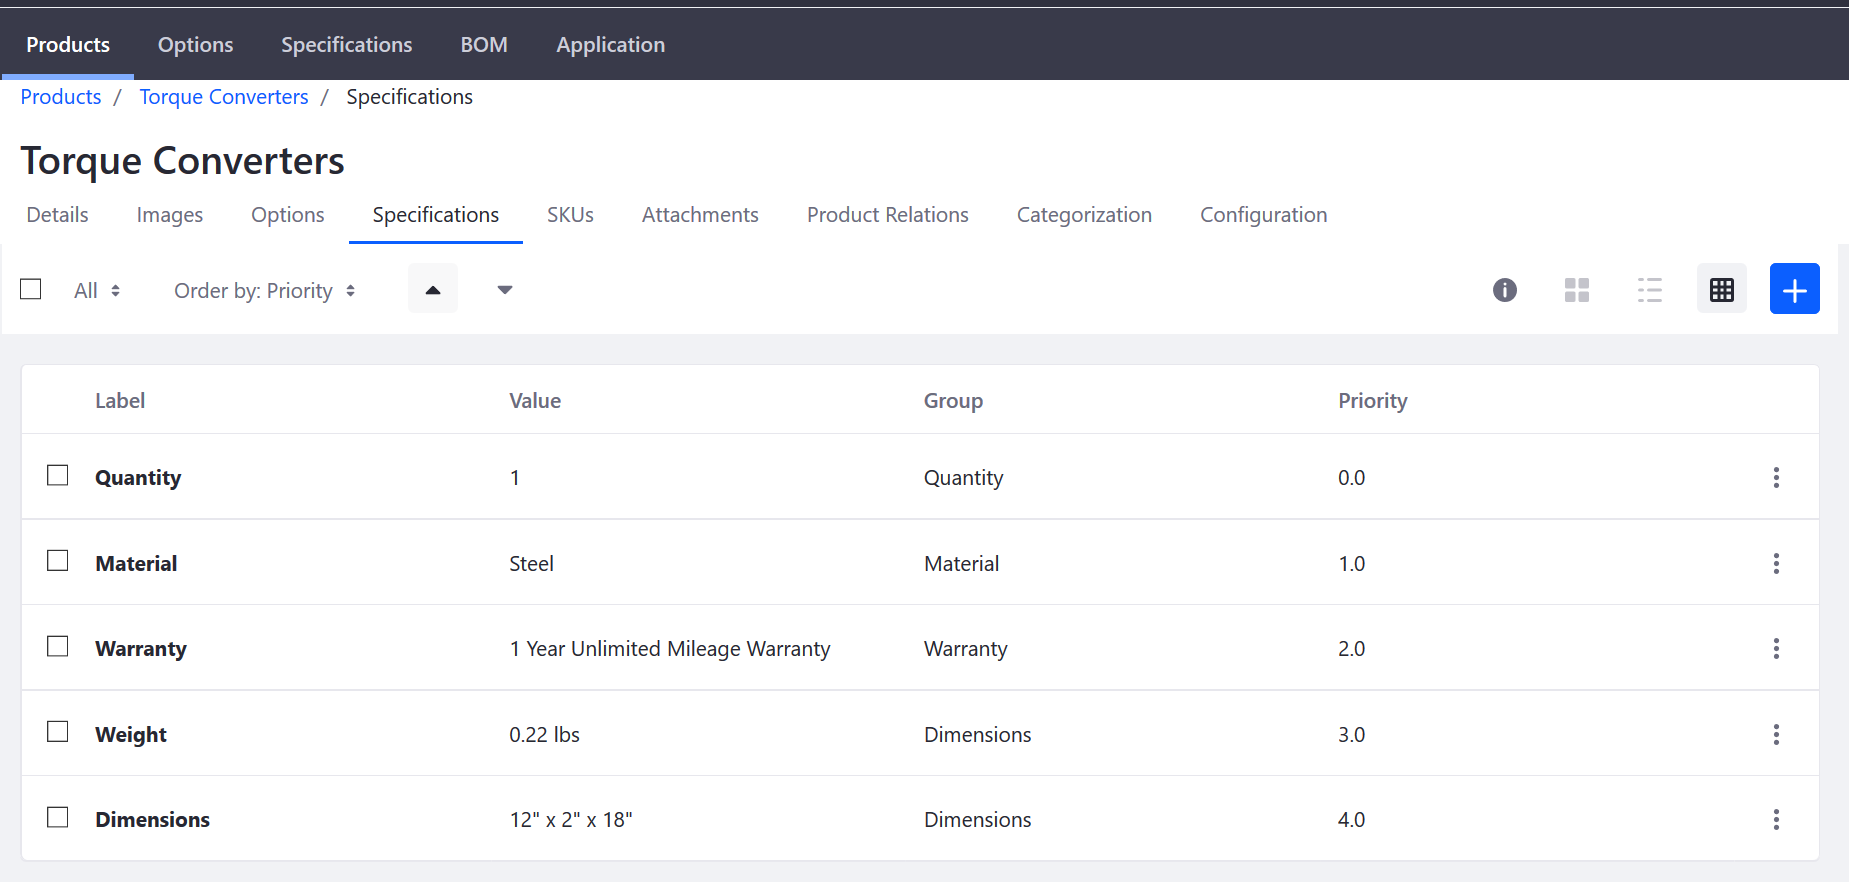 Products Options Specifications BOM Application
Products / Torque Converters / Specifications
Torque Converters
Details Images Options Specifications SKUs Attachments Product Relations Categorization Configuration
All Order by: Priority
Label Value Group Priority
Quantity 1 Quantity 0.0
Material Steel Material 1.0
Warranty 1 Year Unlimited Mileage Warranty Warranty 2.0
Weight 0.22 lbs Dimensions 3.0
Dimensions 12" x 2" x 18" Dimensions 4.0